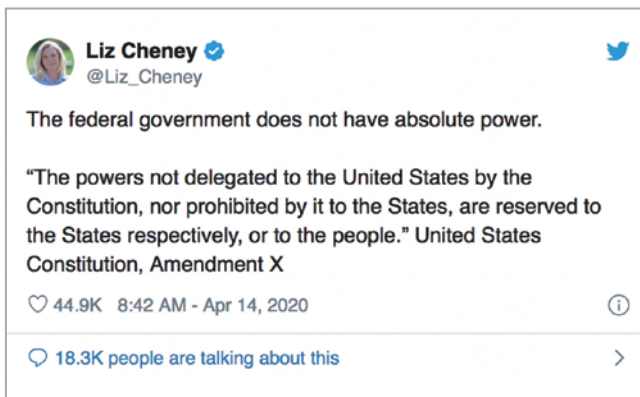 Liz Cheney
@Liz_Cheney
The federal government does not have absolute power.
“The powers not delegated to the United States by the
Constitution, nor prohibited by it to the States, are reserved to
the States respectively, or to the people.” United States
Constitution, Amendment X
44.9K 8:42 AM - Apr 14, 2020
18.3K people are talking about this